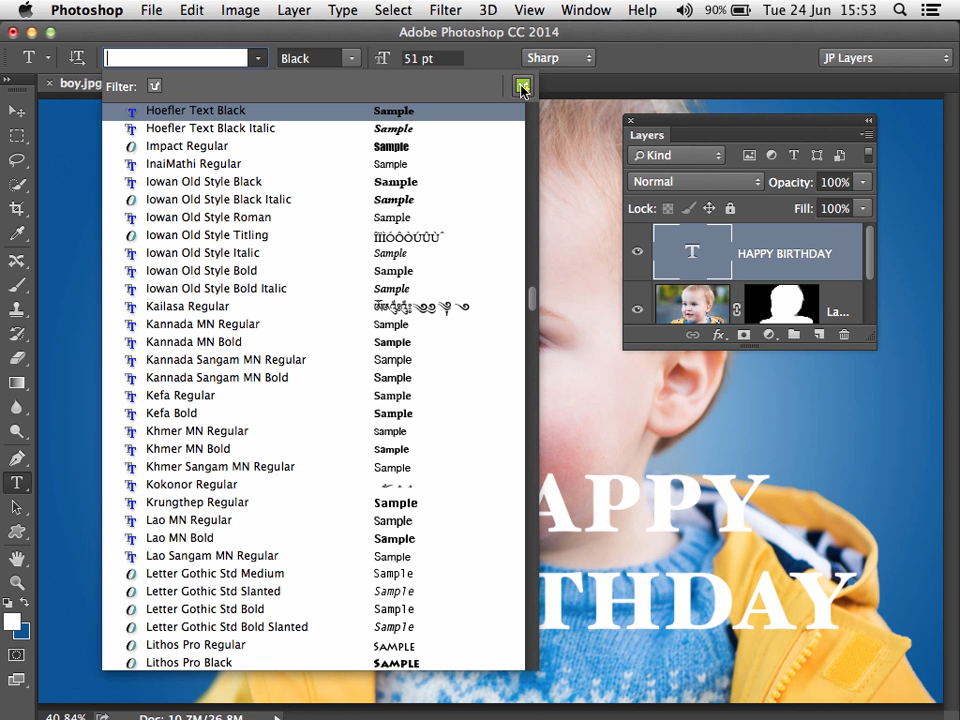 Photoshop File Edit Image Layer Type Select Filter 3D View Window Help 90% Tue 24 Jun 15:53
Adobe Photoshop CC 2014
T Black 51 pt Sharp JP Layers
× boy.jpg
Filter:
Hoefler Text Black Sample
Hoefler Text Black Italic Sample
Impact Regular Sample
InaiMathi Regular Sample
Iowan Old Style Black Sample
Iowan Old Style Black Italic Sample
Iowan Old Style Roman Sample
Iowan Old Style Titling
Iowan Old Style Italic Sample
Iowan Old Style Bold Sample
Iowan Old Style Bold Italic Sample
Kailasa Regular
Kannada MN Regular Sample
Kannada MN Bold Sample
Kannada Sangam MN Regular Sample
Kannada Sangam MN Bold Sample
Kefa Regular Sample
Kefa Bold Sample
Khmer MN Regular Sample
Khmer MN Bold Sample
Khmer Sangam MN Regular Sample
Kokonor Regular
Krungthep Regular Sample
Lao MN Regular Sample
Lao MN Bold Sample
Lao Sangam MN Regular Sample
Letter Gothic Std Medium Sample
Letter Gothic Std Slanted Sample
Letter Gothic Std Bold Sample
Letter Gothic Std Bold Slanted Sample
Lithos Pro Regular SAMPLE
Lithos Pro Black SAMPLE
Layers
Kind
Normal Opacity: 100%
Lock: Fill: 100%
T HAPPY BIRTHDAY
La...
fx
APPY
THDAY
40.84% Doc: 10.7M/26.8M